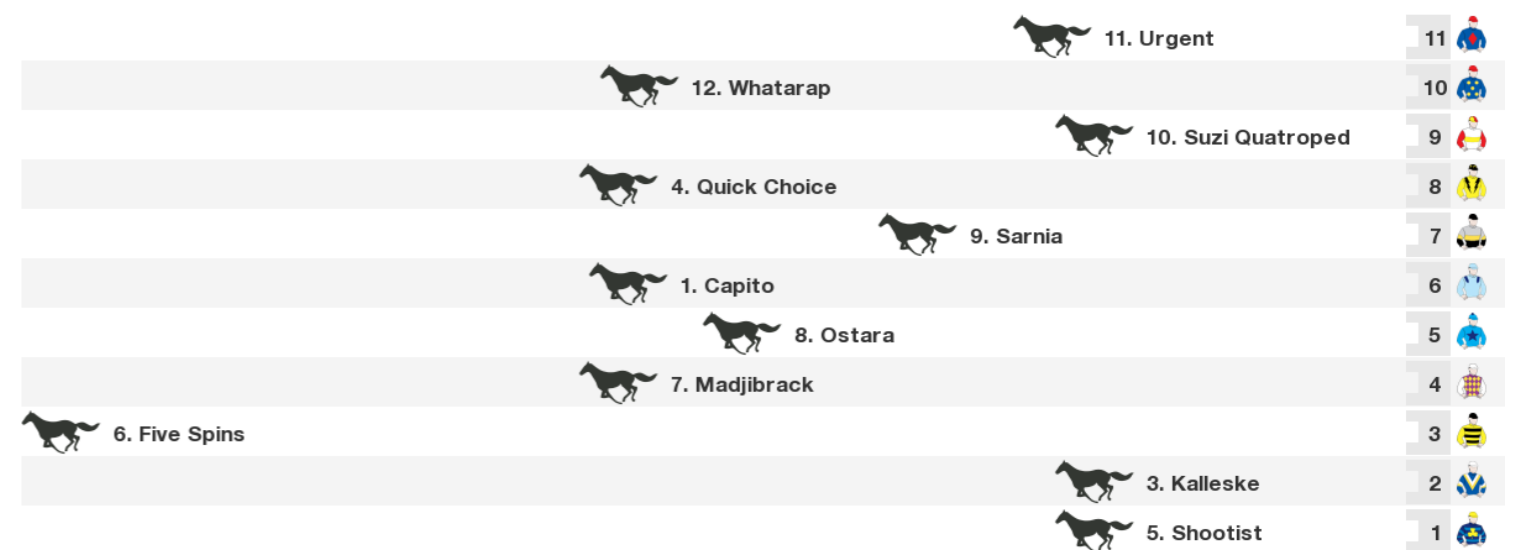 11. Urgent 11
12. Whatarap 10
10. Suzi Quatroped 9
4. Quick Choice 8
9. Sarnia 7
1. Capito 6
8. Ostara 5
7. Madjibrack 4
6. Five Spins 3
3. Kalleske 2
5. Shootist 1